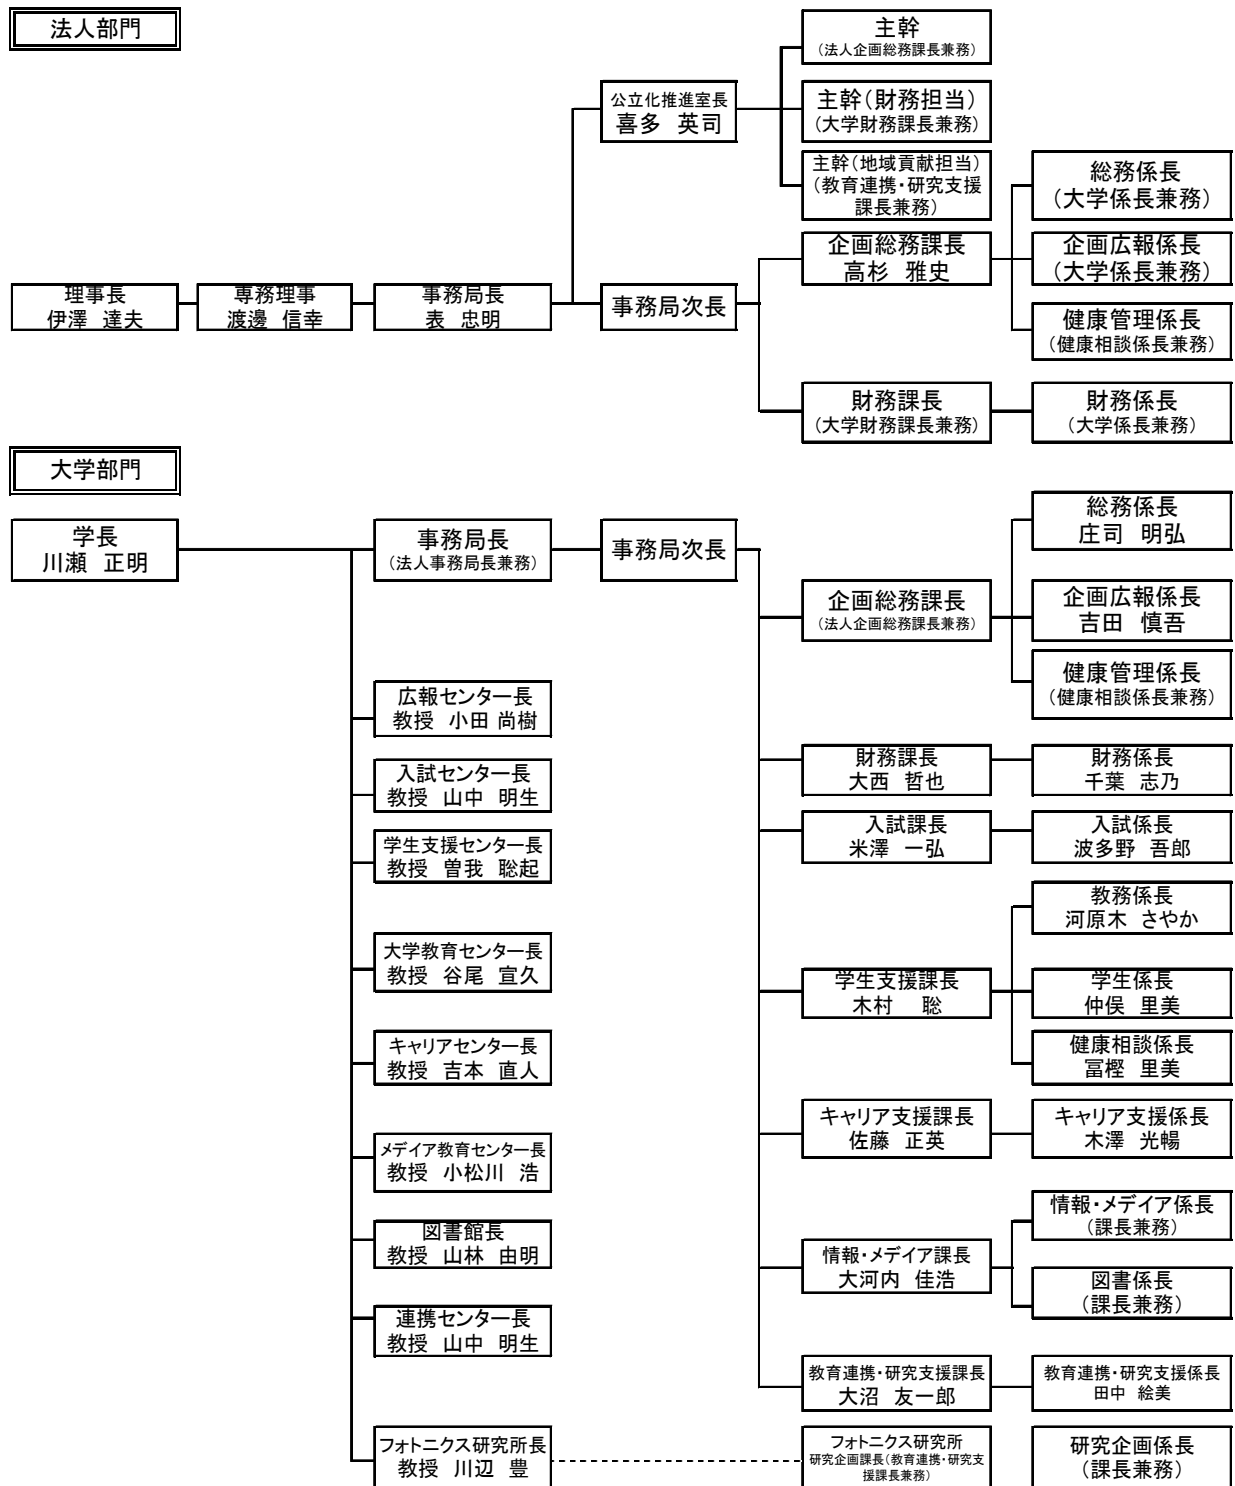 法人部門
主幹
(法人企画総務課長兼務)
公立化推進室長
喜多 英司
主幹(財務担当)
(大学財務課長兼務)
主幹(地域貢献担当)
(教育連携・研究支援
課長兼務)
総務係長
(大学係長兼務)
企画総務課長
高杉 雅史
企画広報係長
(大学係長兼務)
理事長
伊澤 達夫
専務理事
渡邊 信幸
事務局長
表 忠明
事務局次長
健康管理係長
(健康相談係長兼務)
財務課長
(大学財務課長兼務)
財務係長
(大学係長兼務)
大学部門
学長
川瀬 正明
事務局長
(法人事務局長兼務)
事務局次長
総務係長
庄司 明弘
企画総務課長
(法人企画総務課長兼務)
企画広報係長
吉田 慎吾
健康管理係長
(健康相談係長兼務)
広報センター長
教授 小田 尚樹
財務課長
大西 哲也
財務係長
千葉 志乃
入試センター長
教授 山中 明生
入試課長
米澤 一弘
入試係長
波多野 吾郎
学生支援センター長
教授 曽我 聡起
教務係長
河原木 さやか
大学教育センター長
教授 谷尾 宣久
学生支援課長
木村 聡
学生係長
仲俣 里美
健康相談係長
冨樫 里美
キャリアセンター長
教授 吉本 直人
キャリア支援課長
佐藤 正英
キャリア支援係長
木澤 光暢
メデイア教育センター長
教授 小松川 浩
情報・メデイア係長
(課長兼務)
図書館長
教授 山林 由明
情報・メデイア課長
大河内 佳浩
図書係長
(課長兼務)
連携センター長
教授 山中 明生
教育連携・研究支援課長
大沼 友一郎
教育連携・研究支援係長
田中 絵美
フォトニクス研究所長
教授 川辺 豊
フォトニクス研究所
研究企画課長(教育連携・研究支
援課長兼務)
研究企画係長
(課長兼務)